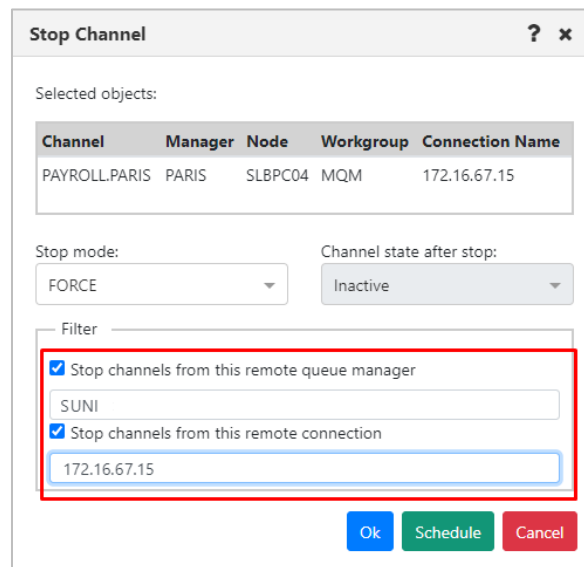 Stop Channel ? ×
Selected objects:
Channel Manager Node Workgroup Connection Name
PAYROLL.PARIS PARIS SLBPC04 MQM 172.16.67.15
Stop mode: Channel state after stop:
FORCE Inactive
Filter
Stop channels from this remote queue manager
SUNI
Stop channels from this remote connection
172.16.67.15
Ok Schedule Cancel